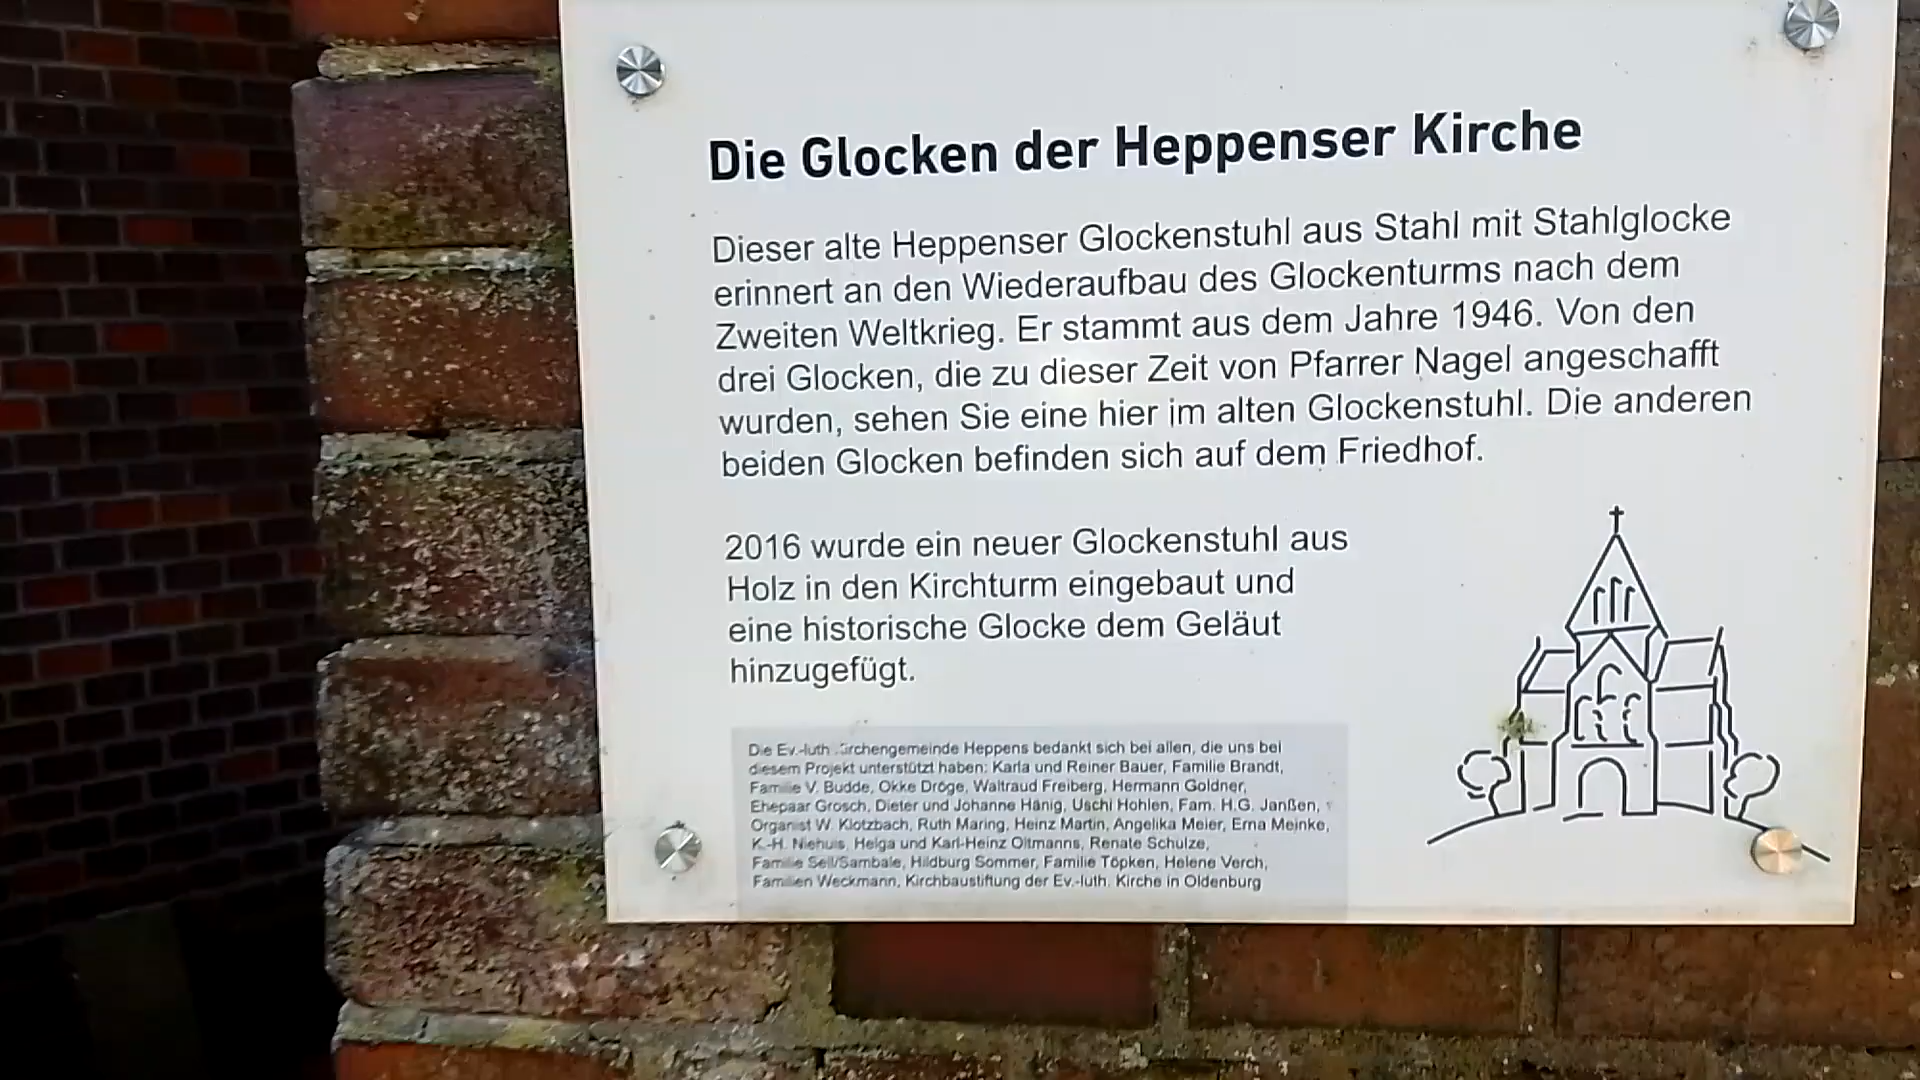 Die Glocken der Heppenser Kirche
Dieser alte Heppenser Glockenstuhl aus Stahl mit Stahlglocke
erinnert an den Wiederaufbau des Glockenturms nach dem
Zweiten Weltkrieg. Er stammt aus dem Jahre 1946. Von den
drei Glocken, die zu dieser Zeit von Pfarrer Nagel angeschafft
wurden, sehen Sie eine hier im alten Glockenstuhl. Die anderen
beiden Glocken befinden sich auf dem Friedhof.
2016 wurde ein neuer Glockenstuhl aus
Holz in den Kirchturm eingebaut und
eine historische Glocke dem Geläut
hinzugefügt.
Die Ev.-luth. Kirchengemeinde Heppens bedankt sich bei allen, die uns bei
diesem Projekt unterstützt haben: Karla und Reiner Bauer, Familie Brandt,
Familie V. Budde, Okke Dröge, Waltraud Freiberg, Hermann Goldner,
Ehepaar Grosch, Dieter und Johanne Hänig, Uschi Hohlen, Fam. H.G. Janßen,
Organist W. Klotzbach, Ruth Maring, Heinz Martin, Angelika Meier, Erna Meinke,
K.-H. Niehuis, Helga und Karl-Heinz Oltmanns, Renate Schulze,
Familie Sell/Sambale, Hildburg Sommer, Familie Töpken, Helene Verch,
Familien Weckmann, Kirchbaustiftung der Ev.-luth. Kirche in Oldenburg